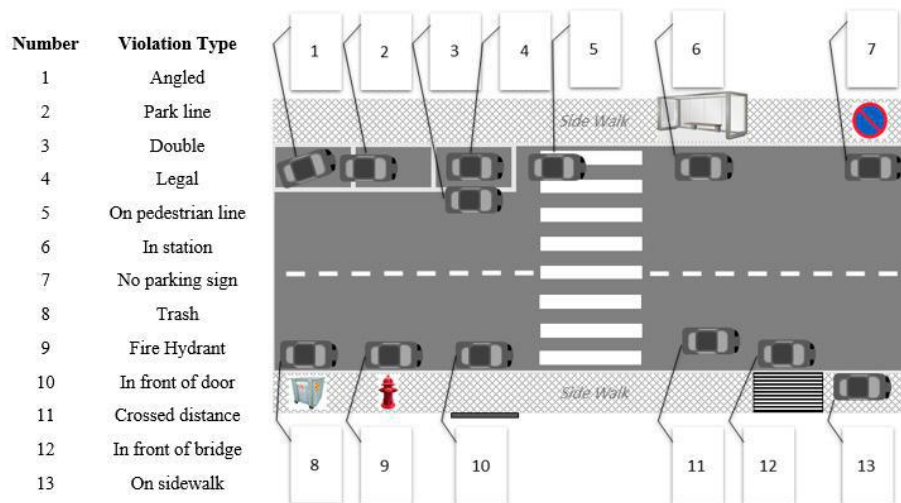 Number Violation Type
1 Angled
2 Park line
3 Double
4 Legal
5 On pedestrian line
6 In station
7 No parking sign
8 Trash
9 Fire Hydrant
10 In front of door
11 Crossed distance
12 In front of bridge
13 On sidewalk
1 2 3 4 5 6 7
Side Walk
Side Walk
8 9 10 11 12 13